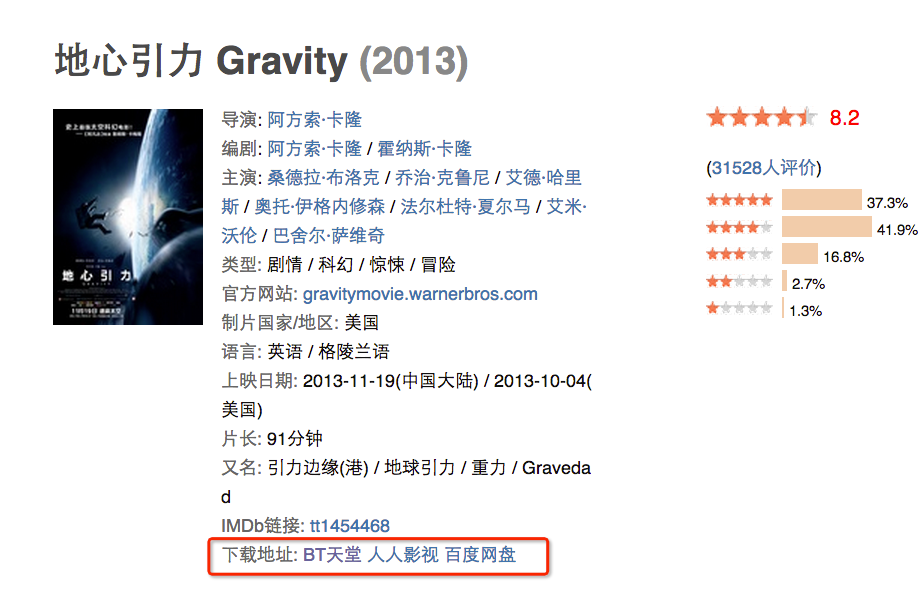 地心引力 Gravity (2013)
史上最强太空科幻电影!
地心引力
GRAVITY
导演: 阿方索·卡隆
编剧: 阿方索·卡隆 / 霍纳斯·卡隆
主演: 桑德拉·布洛克 / 乔治·克鲁尼 / 艾德·哈里
斯 / 奥托·伊格内修森 / 法尔杜特·夏尔马 / 艾米·
沃伦 / 巴舍尔·萨维奇
类型: 剧情 / 科幻 / 惊悚 / 冒险
官方网站: gravitymovie.warnerbros.com
制片国家/地区: 美国
语言: 英语 / 格陵兰语
上映日期: 2013-11-19(中国大陆) / 2013-10-04(
美国)
片长: 91分钟
又名: 引力边缘(港) / 地球引力 / 重力 / Graveda
d
IMDb链接: tt1454468
下载地址: BT天堂 人人影视 百度网盘
8.2
(31528人评价)
37.3%
41.9%
16.8%
2.7%
1.3%